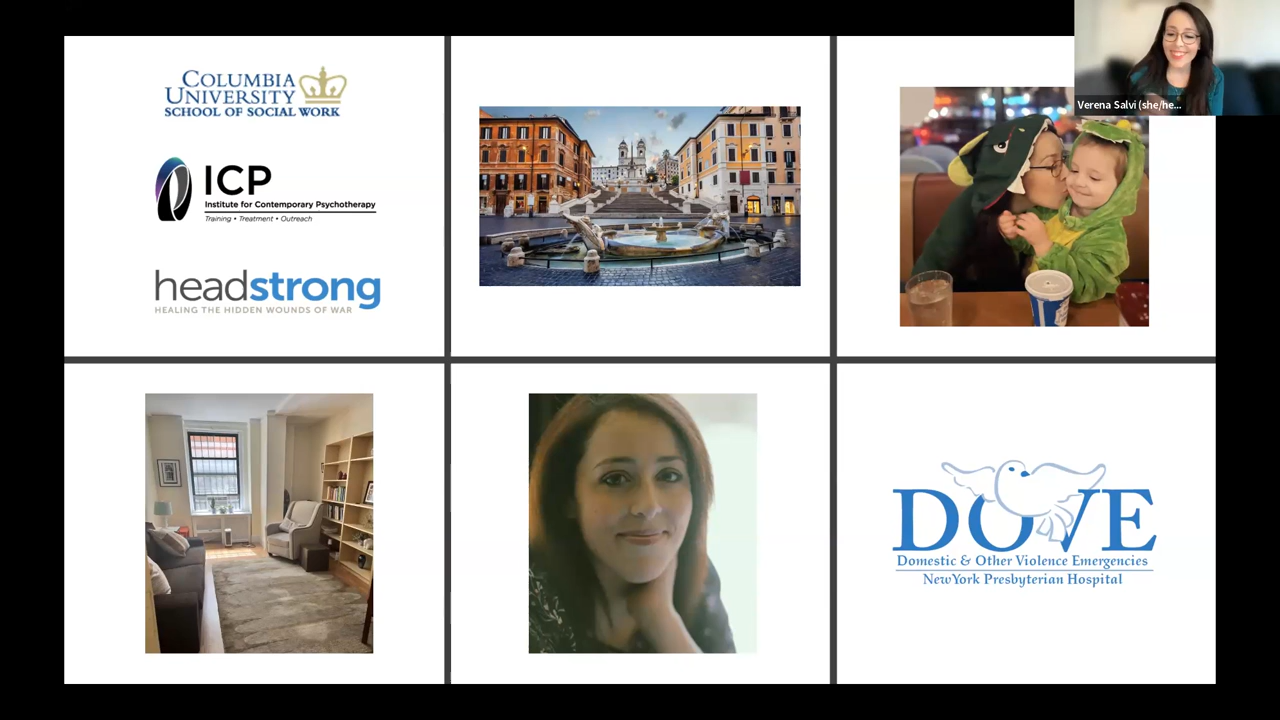 COLUMBIA
UNIVERSITY
SCHOOL OF SOCIAL WORK
ICP
Institute for Contemporary Psychotherapy
Training • Treatment • Outreach
headstrong
HEALING THE HIDDEN WOUNDS OF WAR
Verena Salvi (she/he...
DOVE
Domestic & Other Violence Emergencies
NewYork Presbyterian Hospital